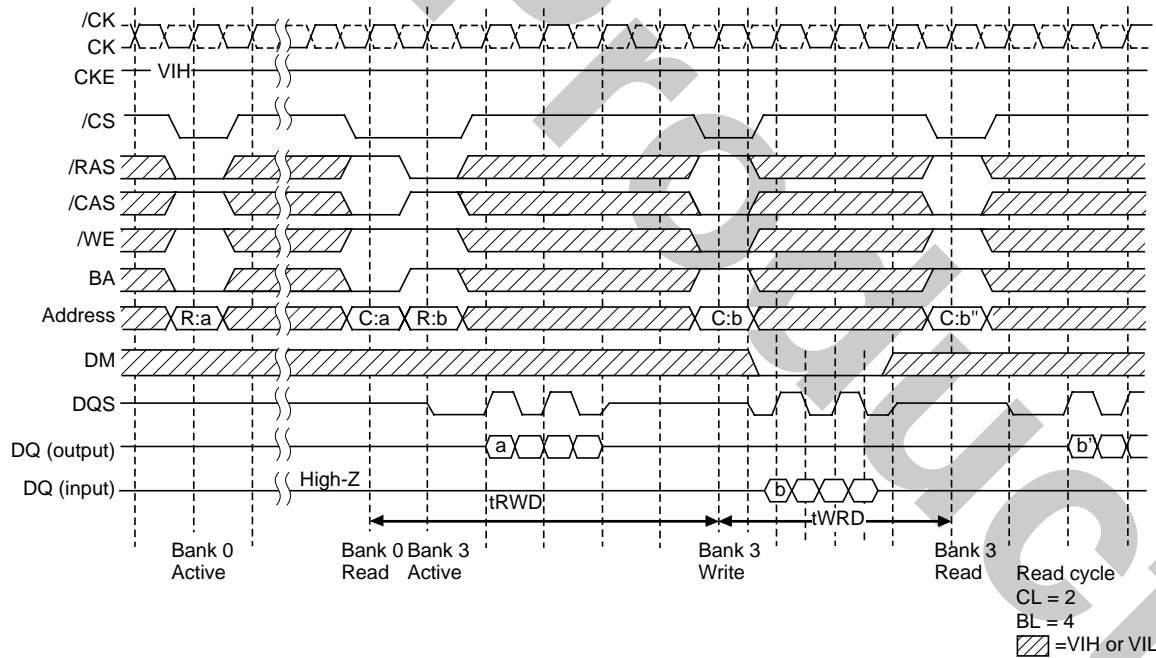 /CK
CK
CKE
VIH
/CS
/RAS
/CAS
/WE
BA
Address
R:a
C:a
R:b
C:b
C:b"
DM
DQS
DQ (output)
a
b"
DQ (input)
High-Z
b
tRWD
tWRD
Bank 0
Active
Bank 0
Read
Bank 3
Active
Bank 3
Write
Bank 3
Read
Read cycle
CL = 2
BL = 4
=VIH or VIL